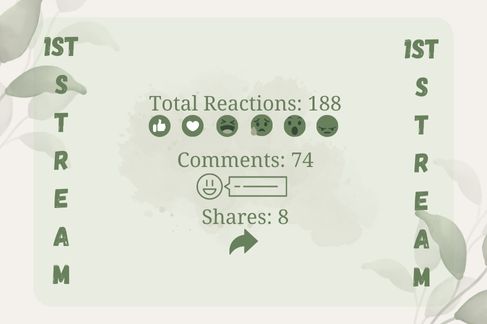 1ST
S
T
R
E
A
M
Total Reactions: 188
Comments: 74
Shares: 8
1ST
S
T
R
E
A
M